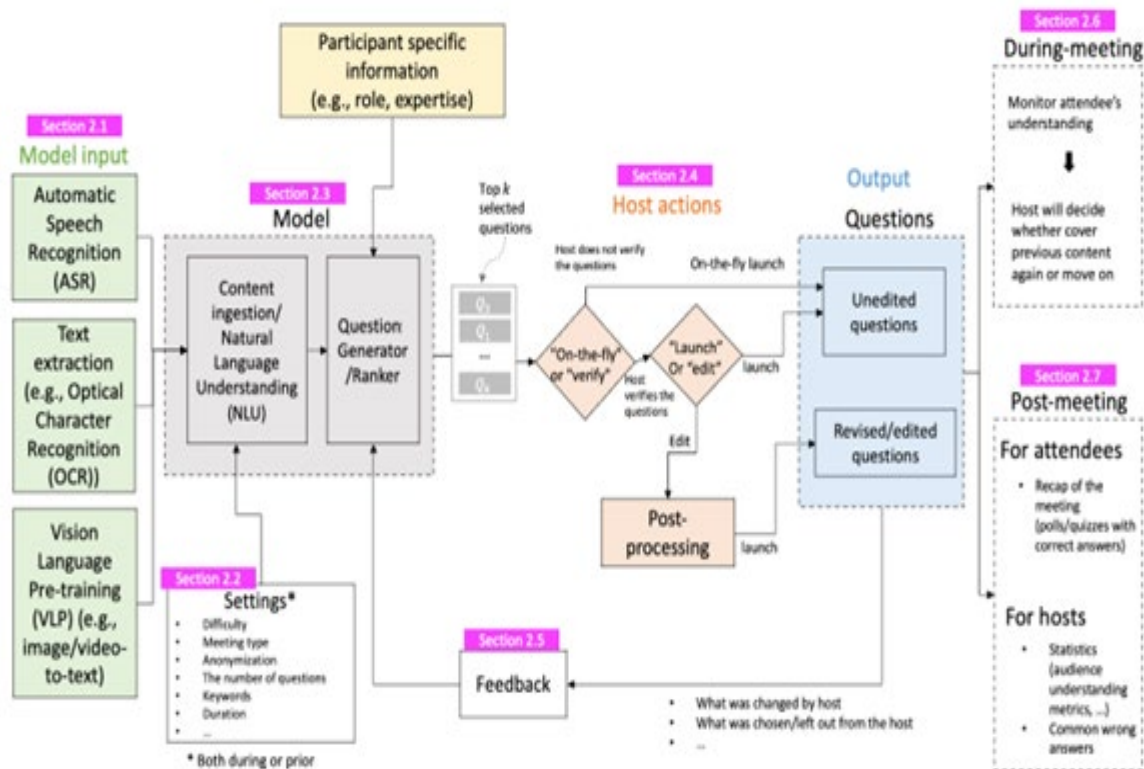 Participant specific
information
(e.g., role, expertise)
Section 2.1
Model input
Automatic
Speech
Recognition
(ASR)
Text
extraction
(e.g., Optical
Character
Recognition
(OCR))
Vision
Language
Pre-training
(VLP) (e.g.,
image/video-
to-text)
Section 2.3
Model
Content
ingestion/
Natural
Language
Understanding
(NLU)
Question
Generator
/Ranker
Section 2.2
Settings*
• Difficulty
• Meeting type
• Anonymization
• The number of questions
• Keywords
• Duration
• ...
* Both during or prior
Top k
selected
questions
...
Section 2.4
Host actions
Host does not verify
the questions
On-the-fly launch
"On-the-fly"
or "verify"
Host
verifies the
questions
"Launch"
Or "edit"
launch
Edit
Post-
processing
launch
Output
Questions
Unedited
questions
Revised/edited
questions
Section 2.5
Feedback
• What was changed by host
• What was chosen/left out from the host
• ...
Section 2.6
During-meeting
Monitor attendee's
understanding
Host will decide
whether cover
previous content
again or move on
Section 2.7
Post-meeting
For attendees
• Recap of the
meeting
(polls/quizzes with
correct answers)
For hosts
• Statistics
(audience
understanding
metrics, ...)
• Common wrong
answers